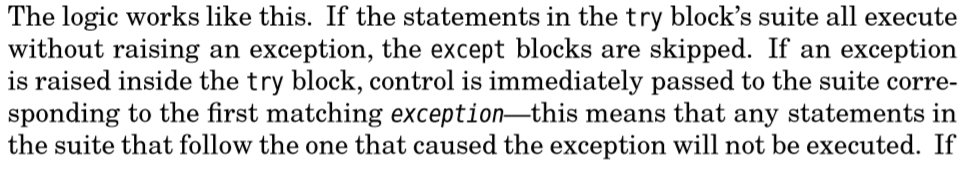 The logic works like this. If the statements in the try block’s suite all execute
without raising an exception, the except blocks are skipped. If an exception
is raised inside the try block, control is immediately passed to the suite corre-
sponding to the first matching exception—this means that any statements in
the suite that follow the one that caused the exception will not be executed. If